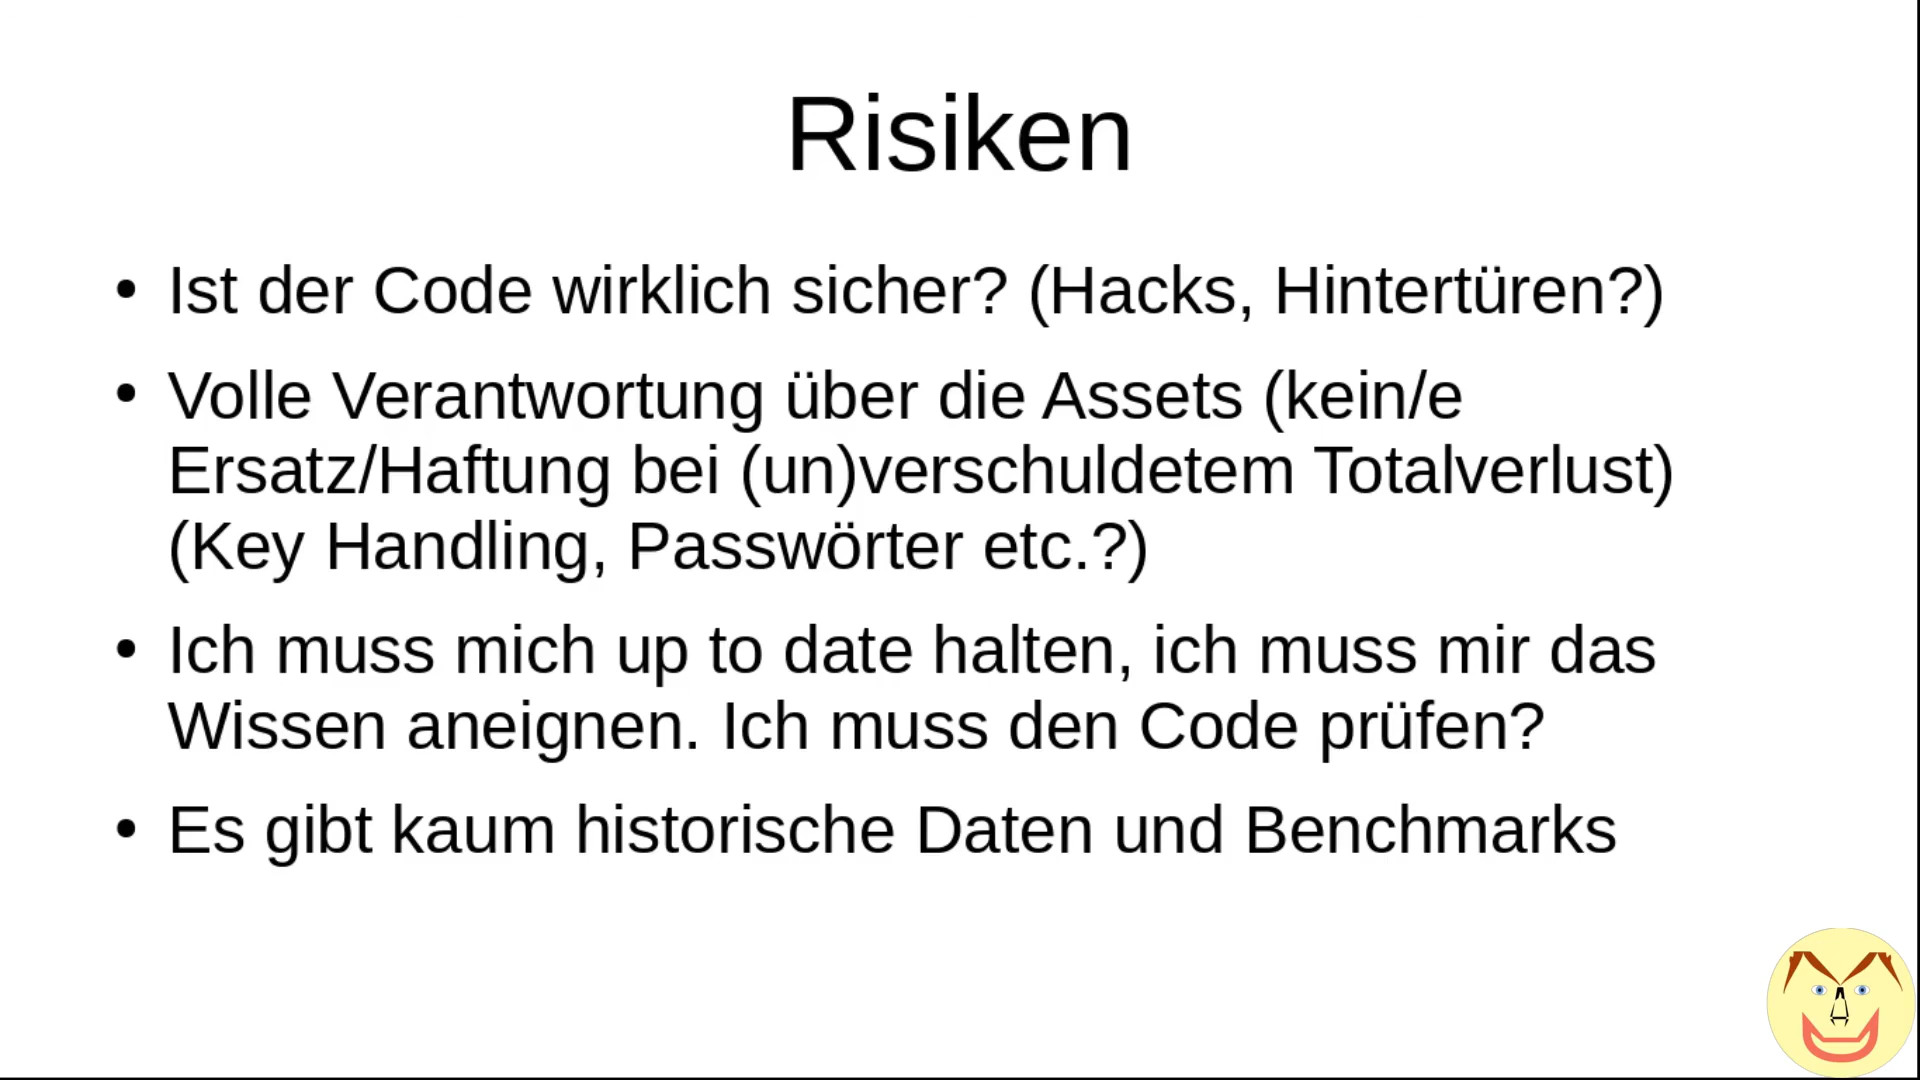 Risiken
• Ist der Code wirklich sicher? (Hacks, Hintertüren?)
• Volle Verantwortung über die Assets (kein/e
Ersatz/Haftung bei (un)verschuldetem Totalverlust)
(Key Handling, Passwörter etc.?)
• Ich muss mich up to date halten, ich muss mir das
Wissen aneignen. Ich muss den Code prüfen?
• Es gibt kaum historische Daten und Benchmarks